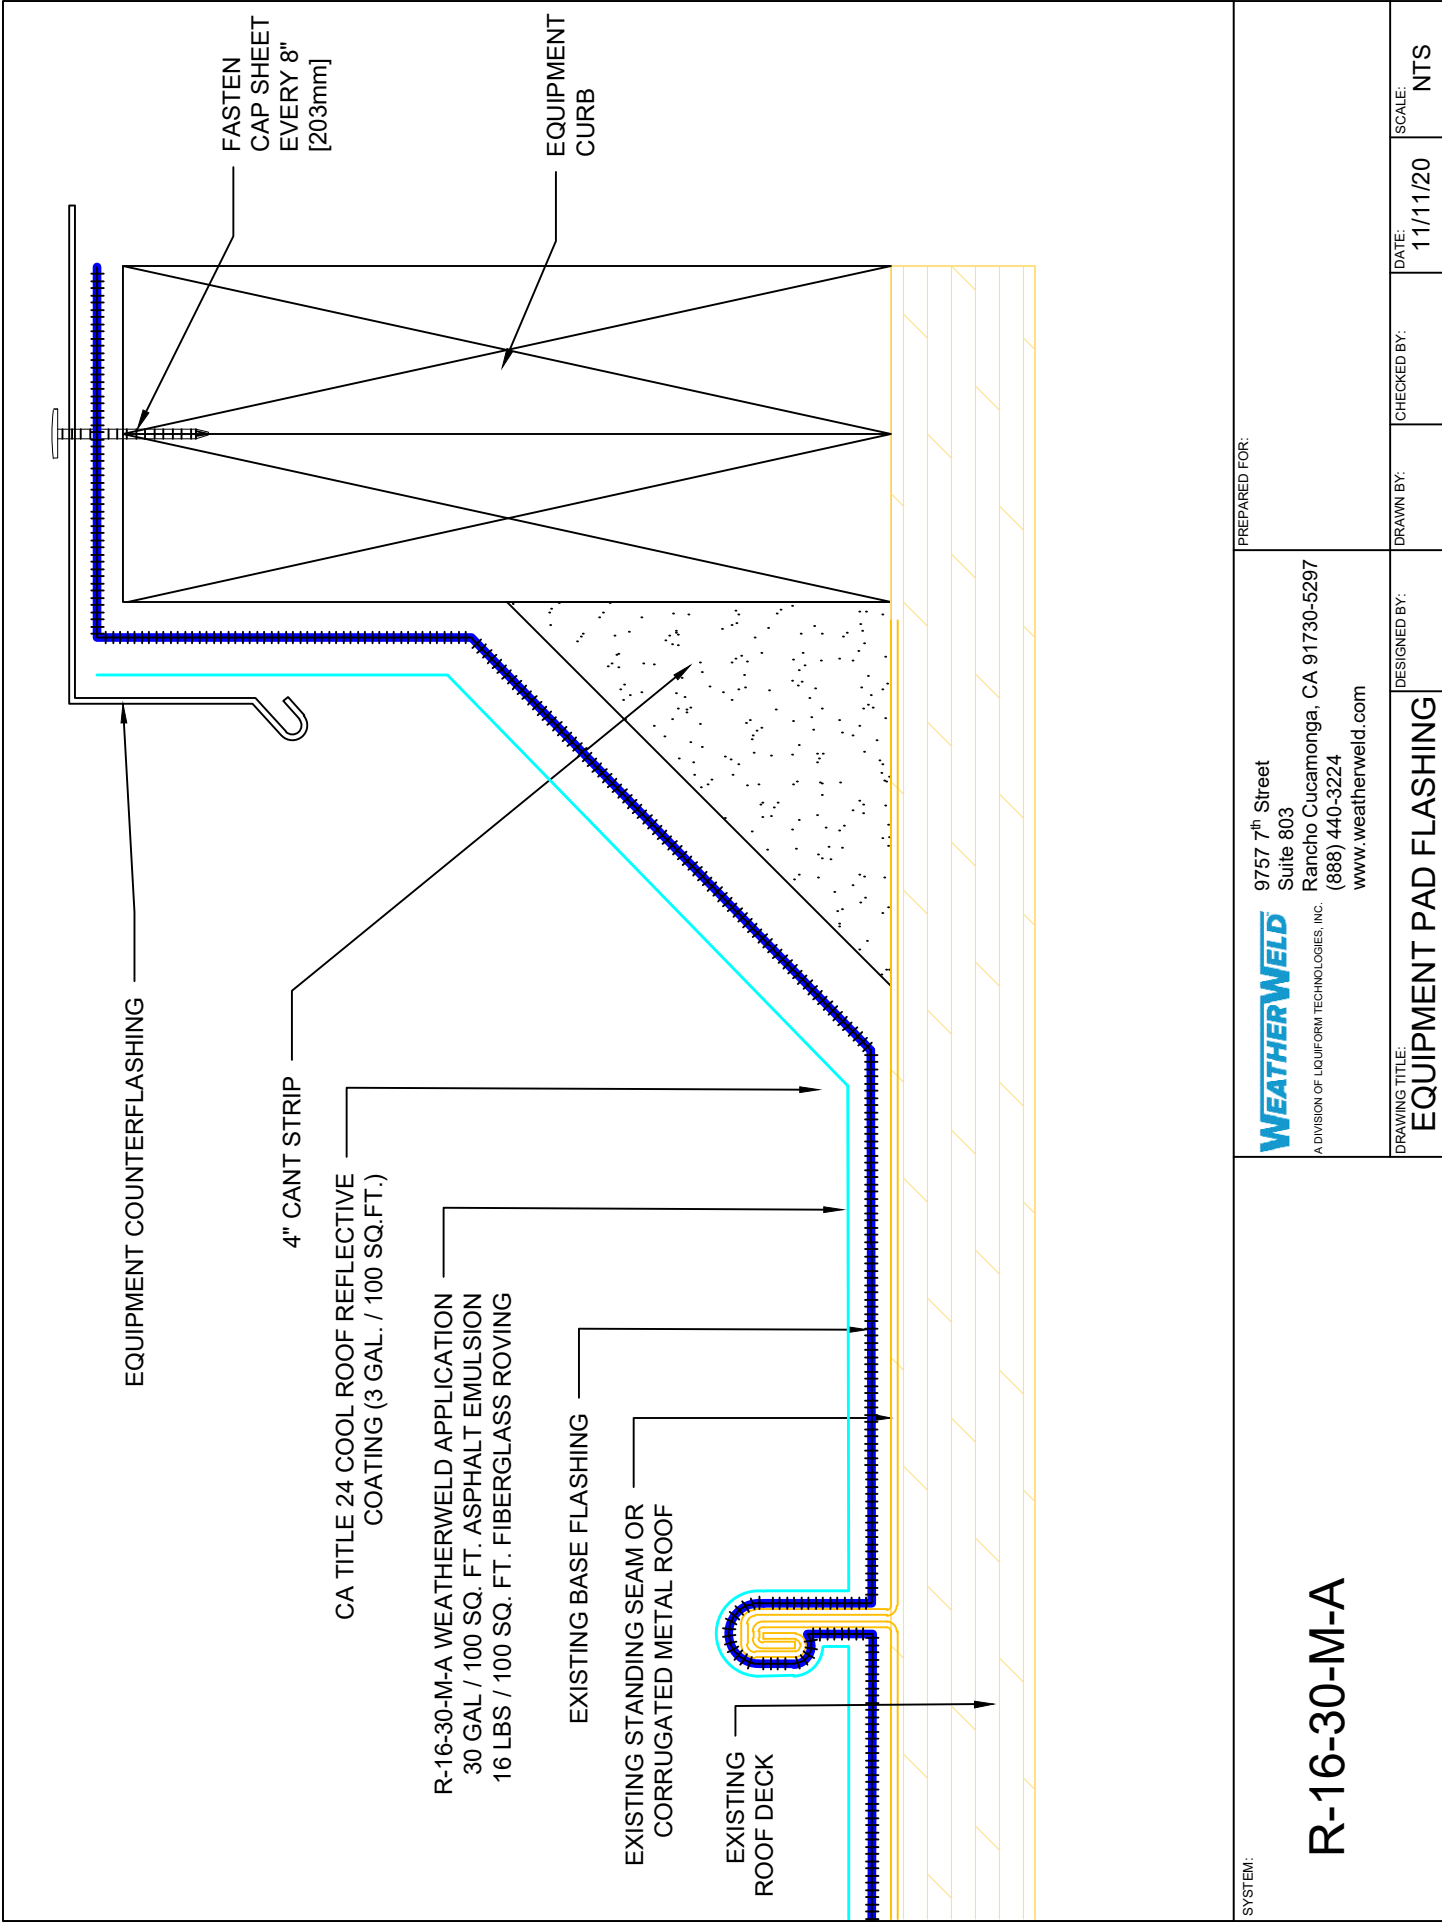 FASTEN
CAP SHEET
EVERY 8"
[203mm]
EQUIPMENT
CURB
EQUIPMENT COUNTERFLASHING
4" CANT STRIP
CA TITLE 24 COOL ROOF REFLECTIVE
COATING (3 GAL. / 100 SQ.FT.)
R-16-30-M-A WEATHERWELD APPLICATION
30 GAL / 100 SQ. FT. ASPHALT EMULSION
16 LBS / 100 SQ. FT. FIBERGLASS ROVING
EXISTING BASE FLASHING
EXISTING STANDING SEAM OR
CORRUGATED METAL ROOF
EXISTING
ROOF DECK
SYSTEM:
R-16-30-M-A
WEATHERWELD
A DIVISION OF LIQUIFORM TECHNOLOGIES, INC.
9757 7th Street
Suite 803
Rancho Cucamonga, CA 91730-5297
(888) 440-3224
www.weatherweld.com
PREPARED FOR:
DRAWING TITLE:
EQUIPMENT PAD FLASHING
DESIGNED BY:
DRAWN BY:
CHECKED BY:
DATE:
11/11/20
SCALE:
NTS